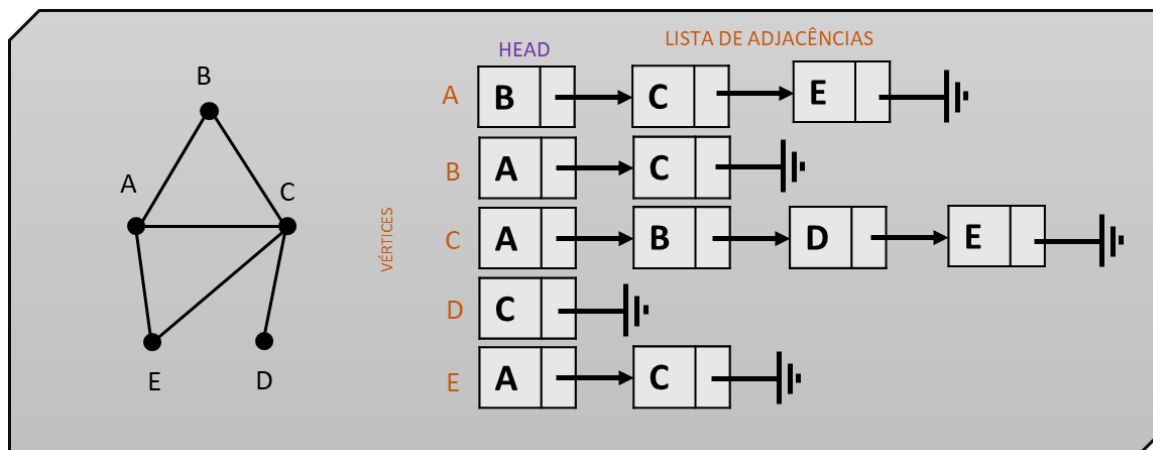 B
A
C
E
D
HEAD
LISTA DE ADJACÊNCIAS
VÉRTICES
A B C E
B A C
C A B D E
D C
E A C